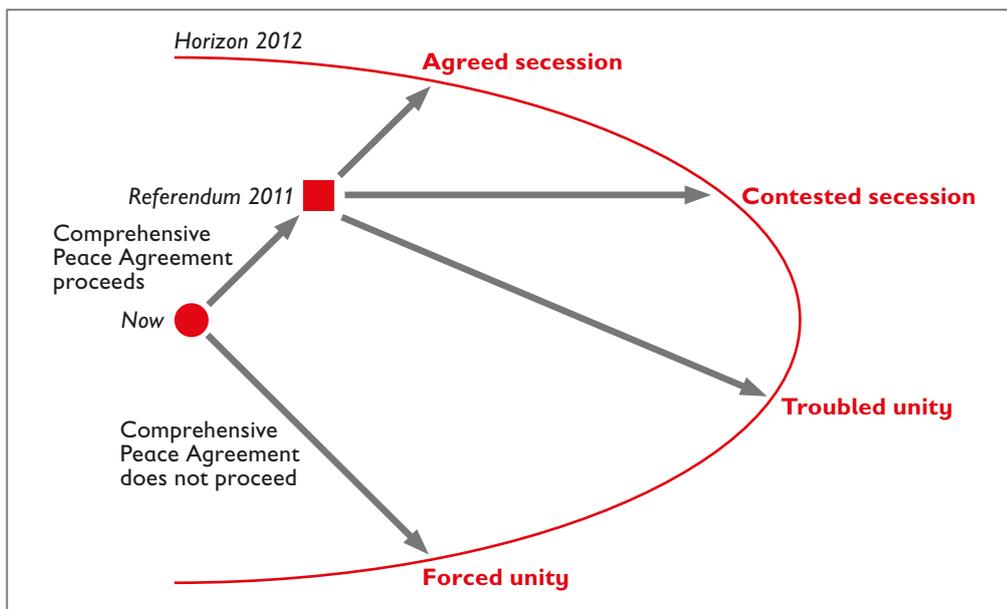 Horizon 2012
Agreed secession
Referendum 2011
Contested secession
Comprehensive
Peace Agreement
proceeds
Now
Troubled unity
Comprehensive
Peace Agreement
does not proceed
Forced unity